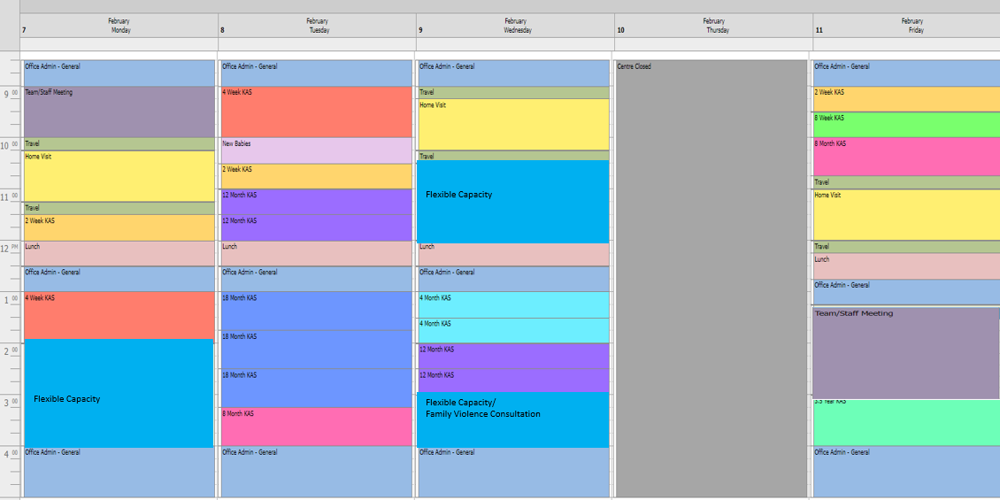 February
7 Monday
February
8 Tuesday
February
9 Wednesday
February
10 Thursday
February
11 Friday
9 00
10 00
11 00
12 PM
1 00
2 00
3 00
4 00
Office Admin - General
Team/Staff Meeting
Travel
Home Visit
Travel
2 Week KAS
Lunch
Office Admin - General
4 Week KAS
Flexible Capacity
Office Admin - General
Office Admin - General
4 Week KAS
New Babies
2 Week KAS
12 Month KAS
12 Month KAS
Lunch
Office Admin - General
18 Month KAS
18 Month KAS
18 Month KAS
8 Month KAS
Office Admin - General
Office Admin - General
Travel
Home Visit
Travel
Flexible Capacity
Lunch
Office Admin - General
4 Month KAS
4 Month KAS
12 Month KAS
12 Month KAS
Flexible Capacity/
Family Violence Consultation
Office Admin - General
Centre Closed
Office Admin - General
2 Week KAS
8 Week KAS
8 Month KAS
Travel
Home Visit
Travel
Lunch
Office Admin - General
Team/Staff Meeting
3.5 Year KAS
Office Admin - General